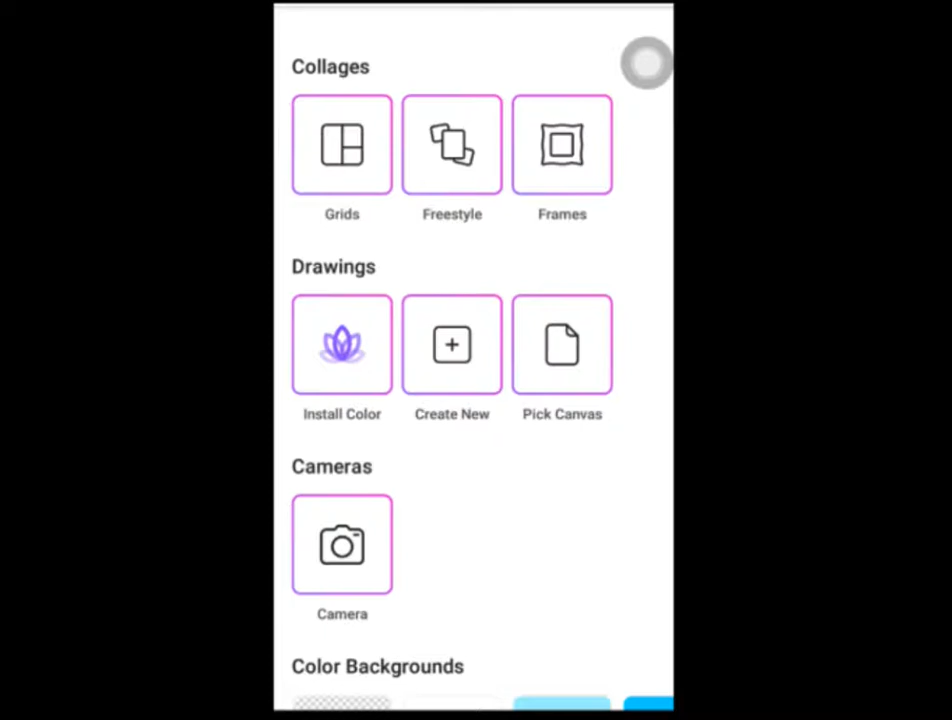 Collages
Grids Freestyle Frames
Drawings
Install Color Create New Pick Canvas
Cameras
Camera
Color Backgrounds